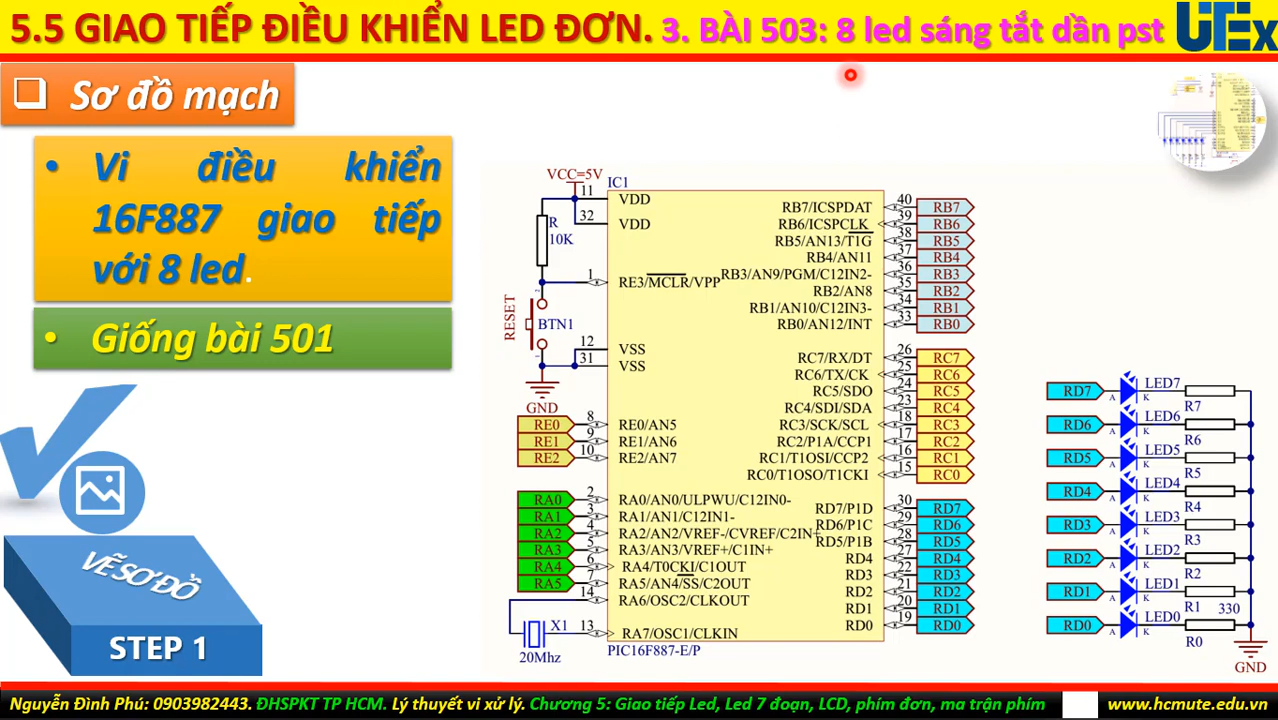 5.5 GIAO TIẾP ĐIỀU KHIỂN LED ĐƠN. 3. BÀI 503: 8 led sáng tắt dần pst
UTEx
Sơ đồ mạch
• Vi điều khiển
16F887 giao tiếp
với 8 led.
• Giống bài 501
VẼ SƠ ĐỒ
STEP 1
VCC=5V
IC1
R
10K
RESET
BTN1
GND
11 VDD
32 VDD
1 RE3/MCLR/VPP
12 VSS
31 VSS
RE0 8 RE0/AN5
RE1 9 RE1/AN6
RE2 10 RE2/AN7
RA0 2 RA0/AN0/ULPWU/C12IN0-
RA1 3 RA1/AN1/C12IN1-
RA2 4 RA2/AN2/VREF-/CVREF/C2IN+
RA3 5 RA3/AN3/VREF+/C1IN+
RA4 6 RA4/T0CKI/C1OUT
RA5 7 RA5/AN4/SS/C2OUT
14 RA6/OSC2/CLKOUT
X1 13 RA7/OSC1/CLKIN
20Mhz
PIC16F887-E/P
RB7/ICSPDAT 40 RB7
RB6/ICSPCLK 39 RB6
RB5/AN13/T1G 38 RB5
RB4/AN11 37 RB4
RB3/AN9/PGM/C12IN2- 36 RB3
RB2/AN8 35 RB2
RB1/AN10/C12IN3- 34 RB1
RB0/AN12/INT 33 RB0
RC7/RX/DT 26 RC7
RC6/TX/CK 25 RC6
RC5/SDO 24 RC5
RC4/SDI/SDA 23 RC4
RC3/SCK/SCL 18 RC3
RC2/P1A/CCP1 17 RC2
RC1/T1OSI/CCP2 16 RC1
RC0/T1OSO/T1CKI 15 RC0
RD7/P1D 30 RD7
RD6/P1C 29 RD6
RD5/P1B 28 RD5
RD4 27 RD4
RD3 22 RD3
RD2 21 RD2
RD1 20 RD1
RD0 19 RD0
RD7 A K LED7 R7
RD6 A K LED6 R6
RD5 A K LED5 R5
RD4 A K LED4 R4
RD3 A K LED3 R3
RD2 A K LED2 R2
RD1 A K LED1 R1 330
RD0 A K LED0 R0
GND
Nguyễn Đình Phú: 0903982443. ĐHSPKT TP HCM. Lý thuyết vi xử lý. Chương 5: Giao tiếp Led, Led 7 đoạn, LCD, phím đơn, ma trận phím
www.hcmute.edu.vn